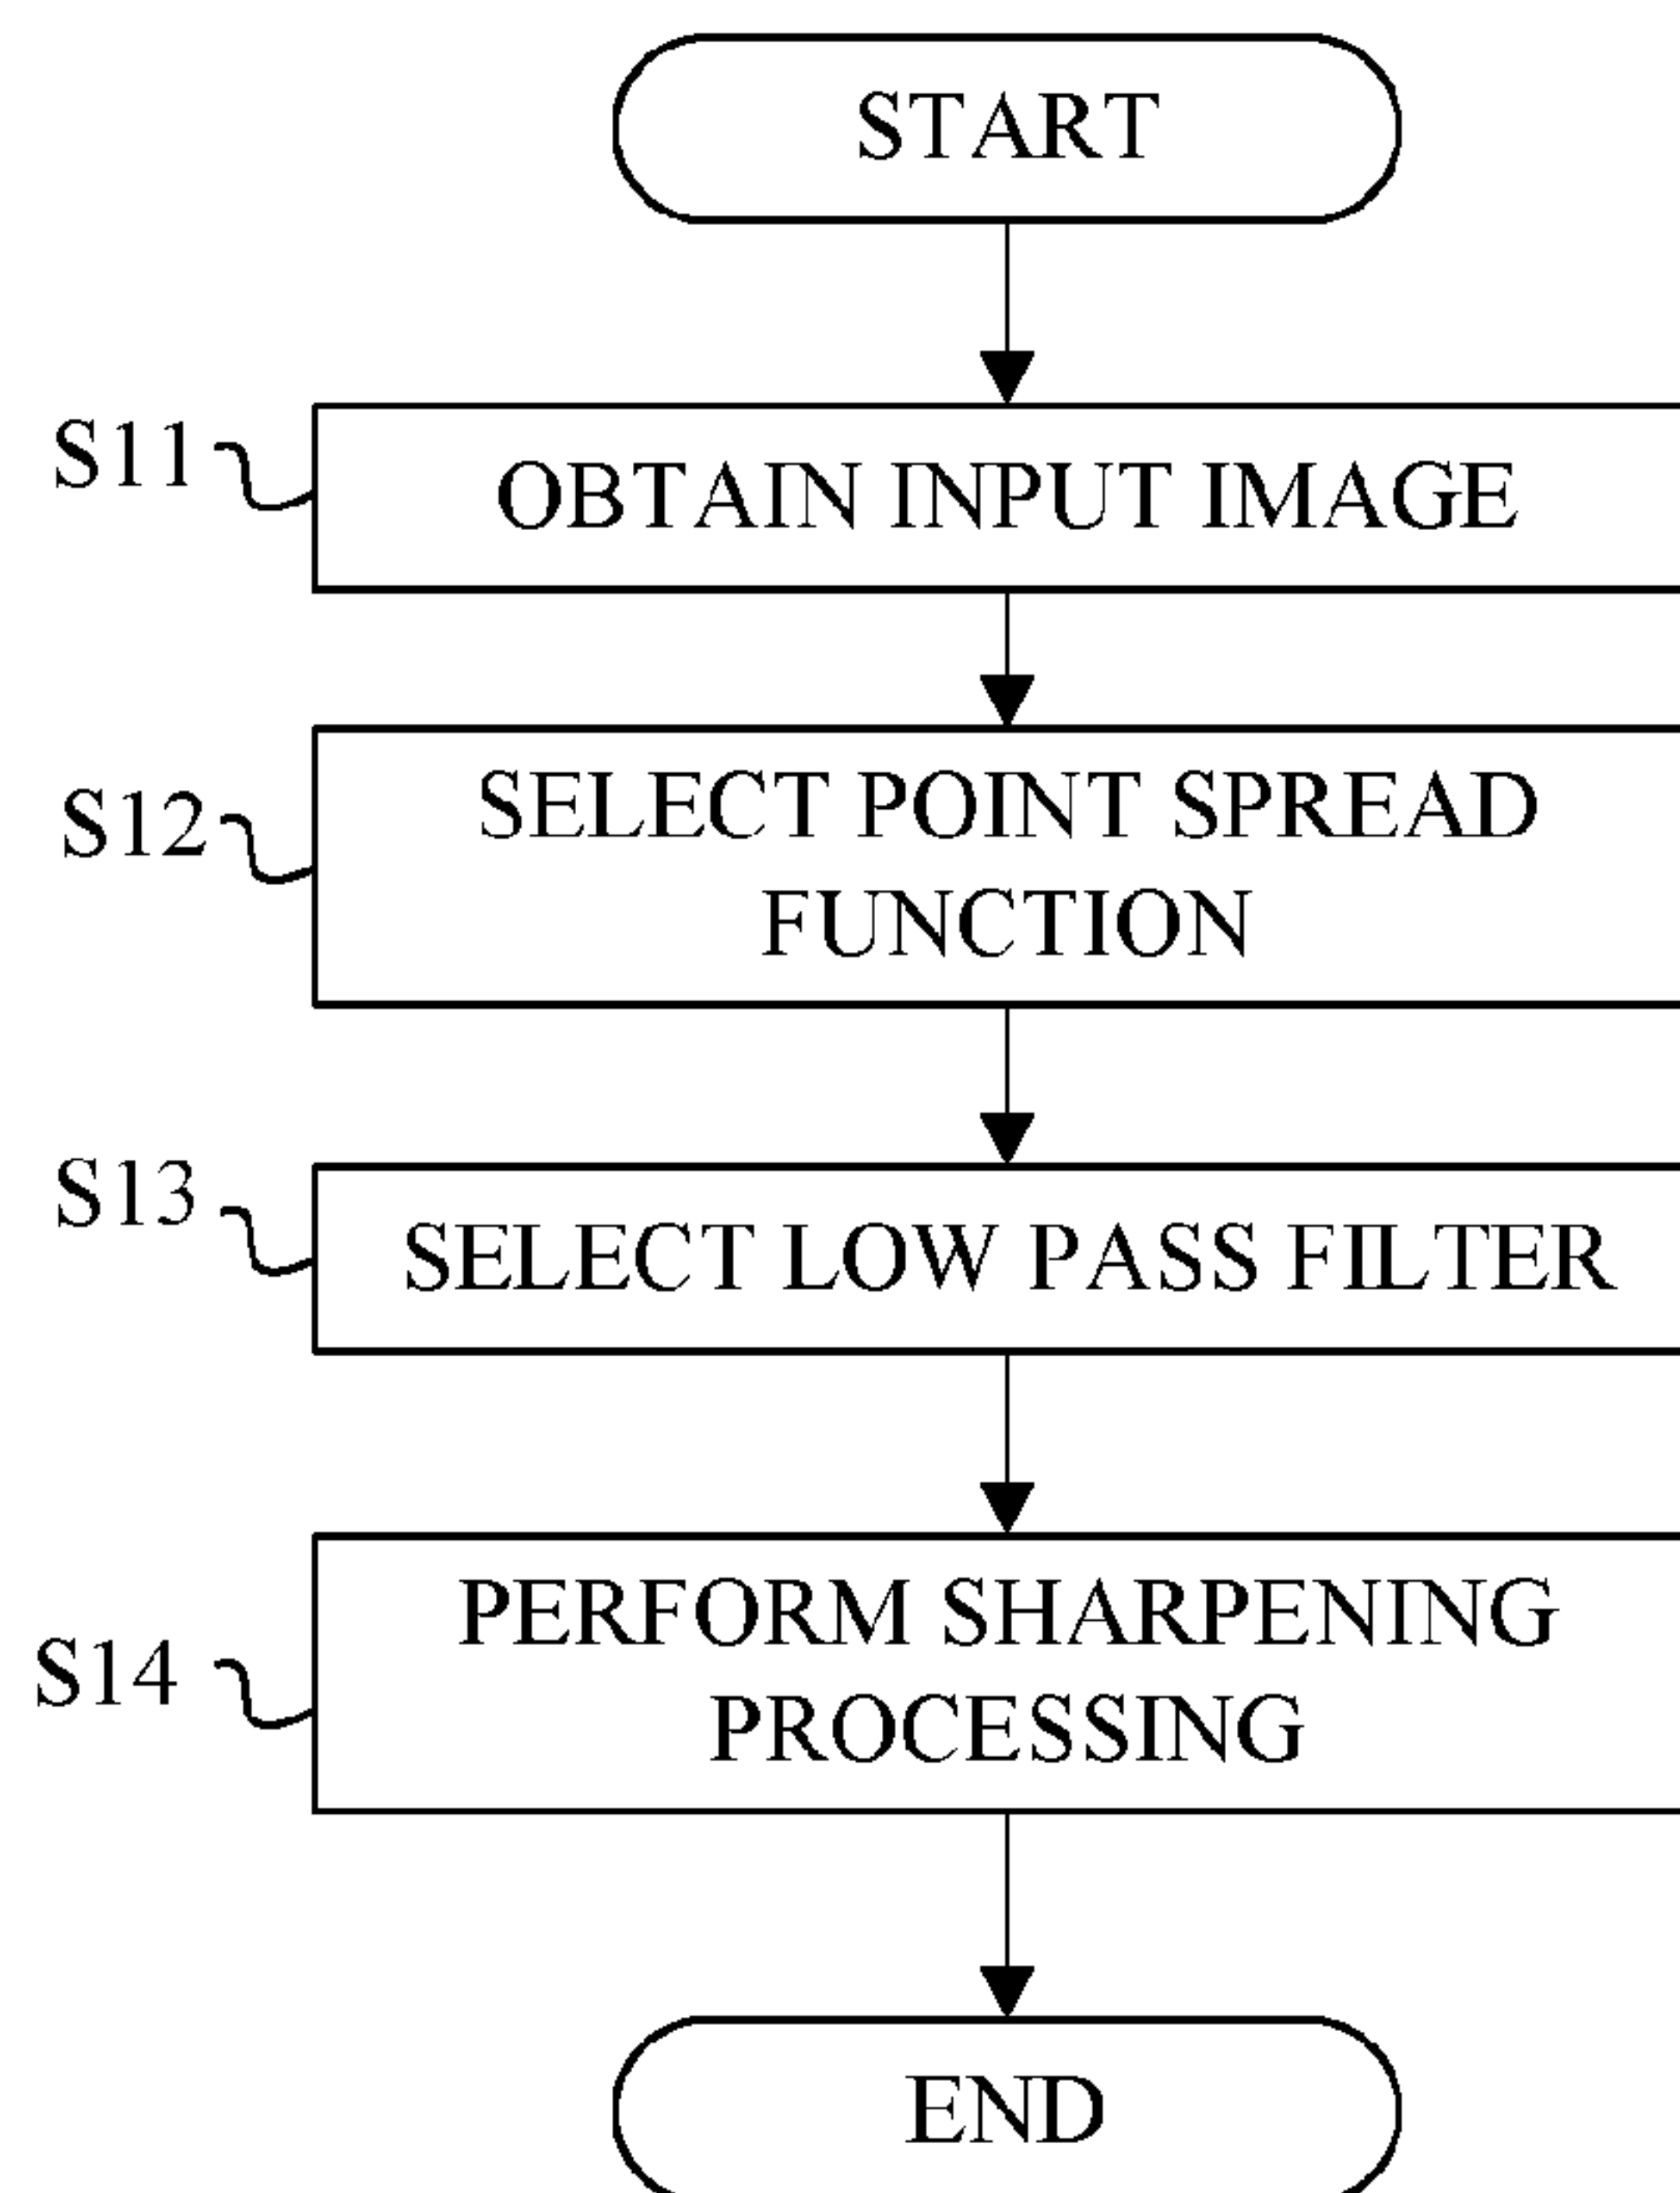 START
S11
OBTAIN INPUT IMAGE
S12
SELECT POINT SPREAD
FUNCTION
S13
SELECT LOW PASS FILTER
S14
PERFORM SHARPENING
PROCESSING
END